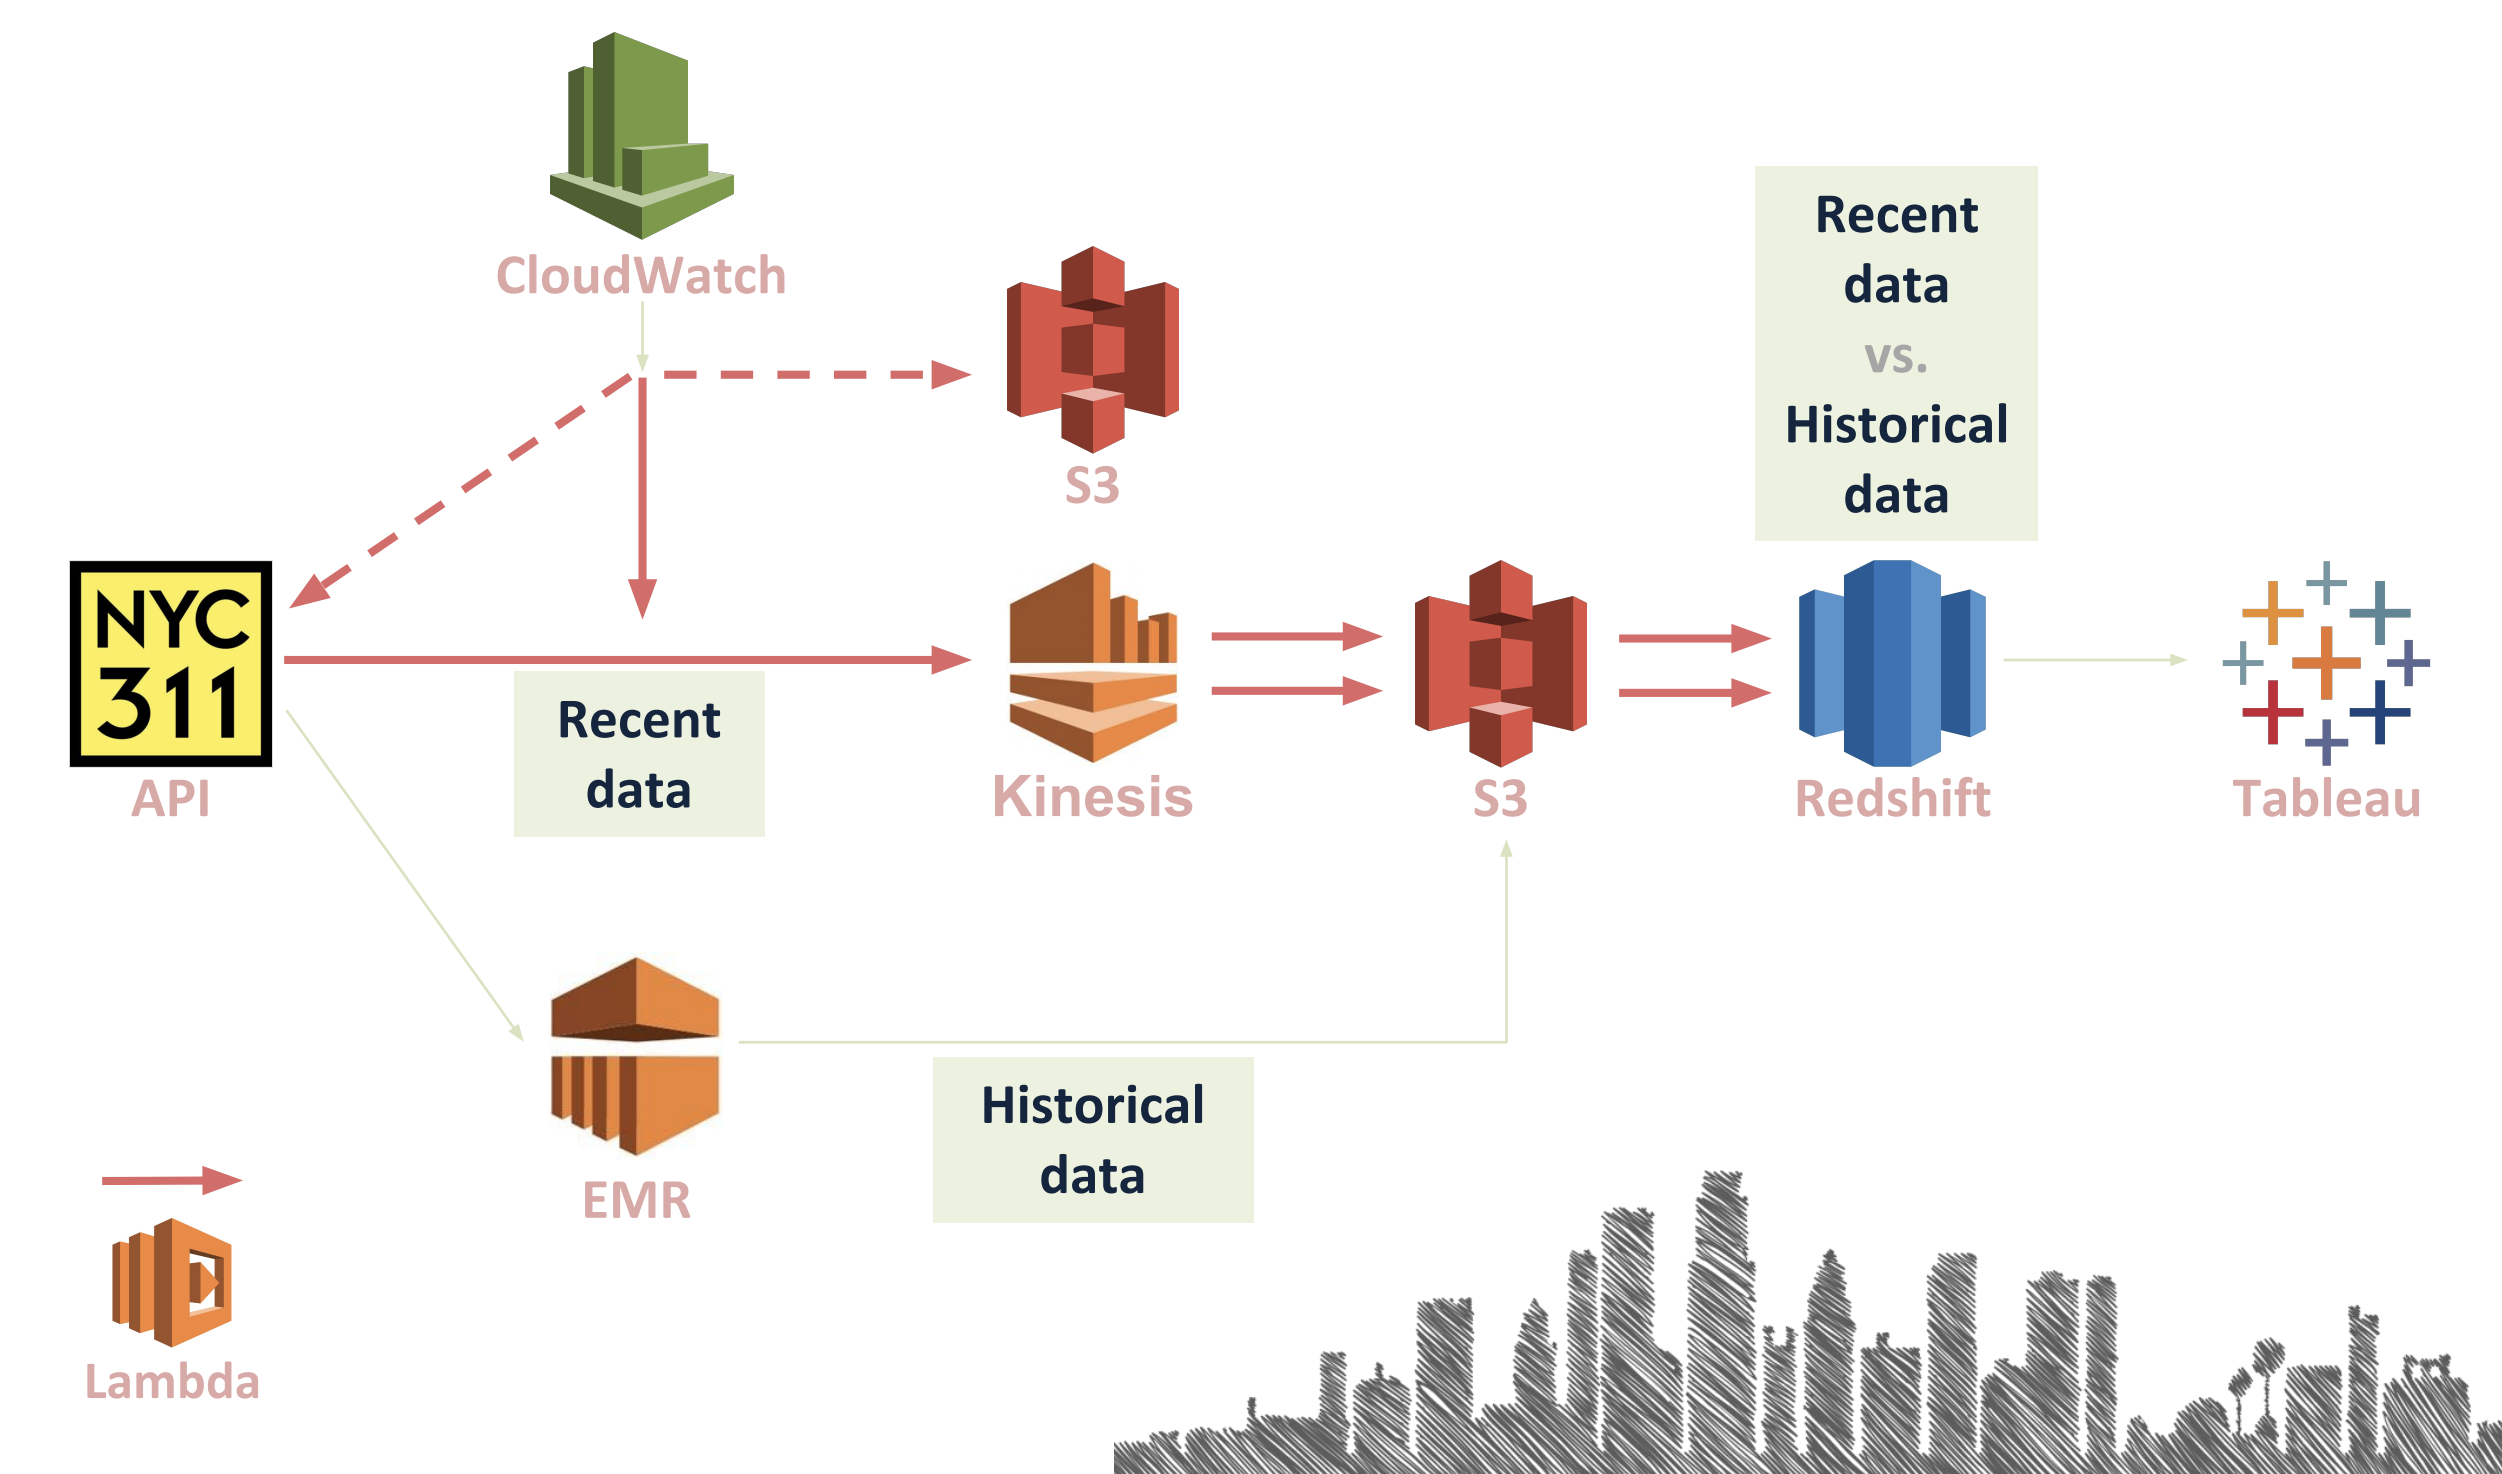 CloudWatch
S3
Recent
data
vs.
Historical
data
NYC
311
API
Recent
data
Kinesis
S3
Redshift
Tableau
EMR
Historical
data
Lambda